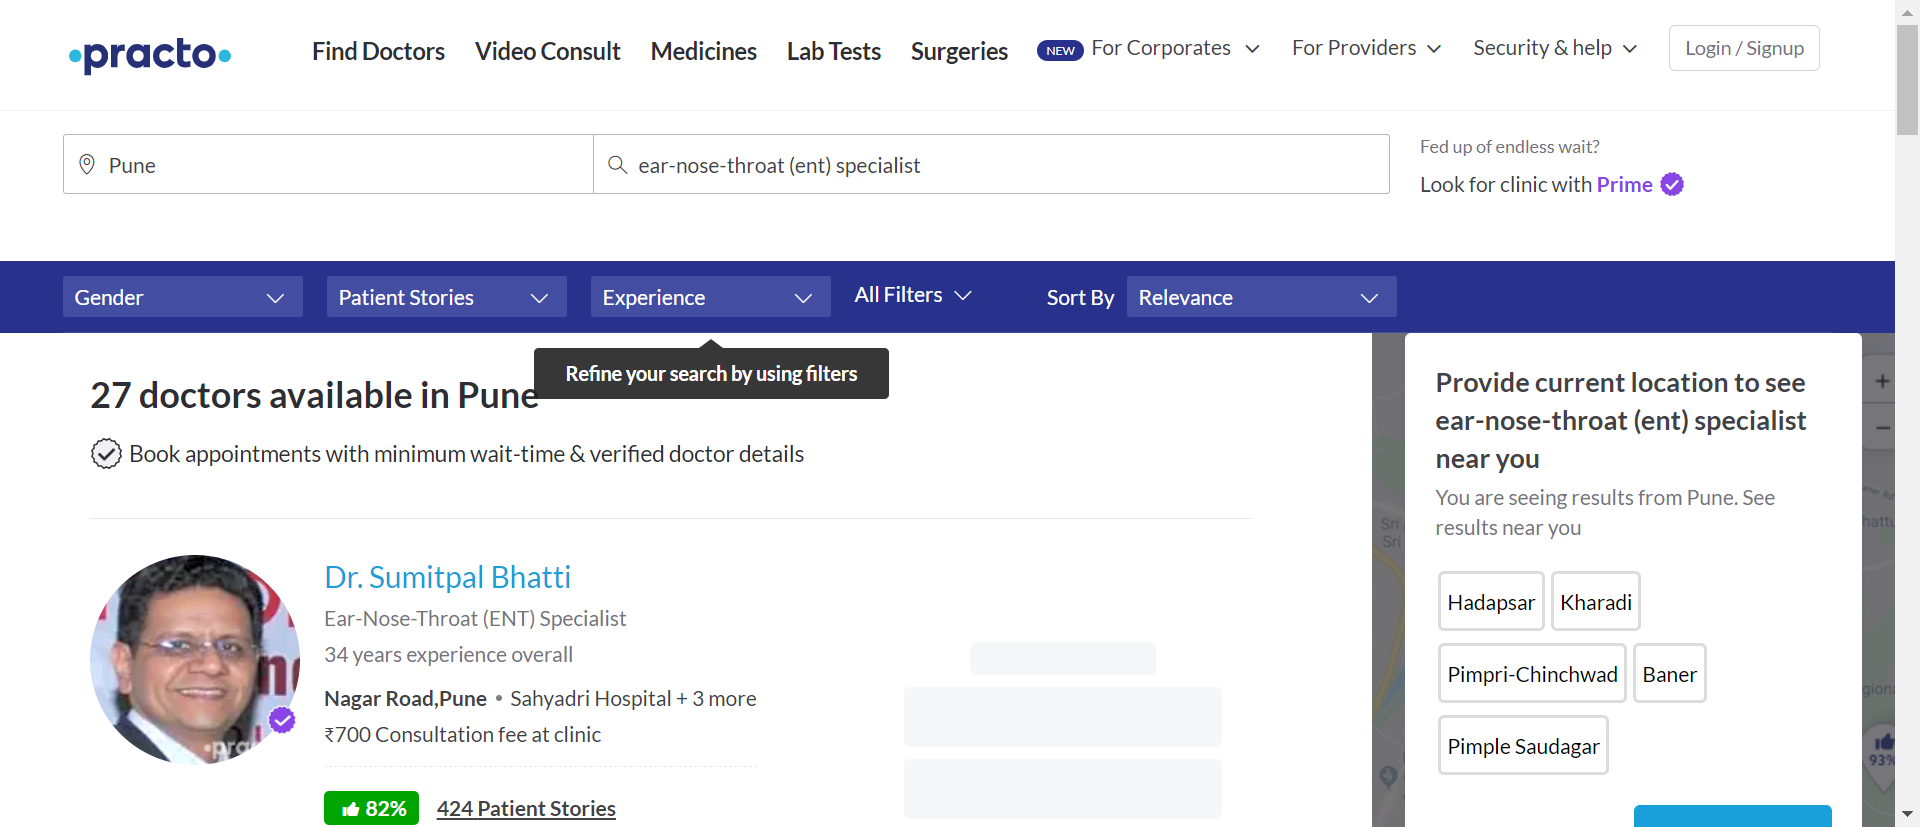 practo
Find Doctors
Video Consult
Medicines
Lab Tests
Surgeries
NEW For Corporates
For Providers
Security & help
Login / Signup
Pune
ear-nose-throat (ent) specialist
Fed up of endless wait?
Look for clinic with Prime
Gender
Patient Stories
Experience
All Filters
Sort By
Relevance
Refine your search by using filters
27 doctors available in Pune
Book appointments with minimum wait-time & verified doctor details
Dr. Sumitpal Bhatti
Ear-Nose-Throat (ENT) Specialist
34 years experience overall
Nagar Road,Pune • Sahyadri Hospital + 3 more
₹700 Consultation fee at clinic
82%
424 Patient Stories
Provide current location to see
ear-nose-throat (ent) specialist
near you
You are seeing results from Pune. See
results near you
Hadapsar
Kharadi
Pimpri-Chinchwad
Baner
Pimple Saudagar
+
−
Sri
Sri
93%